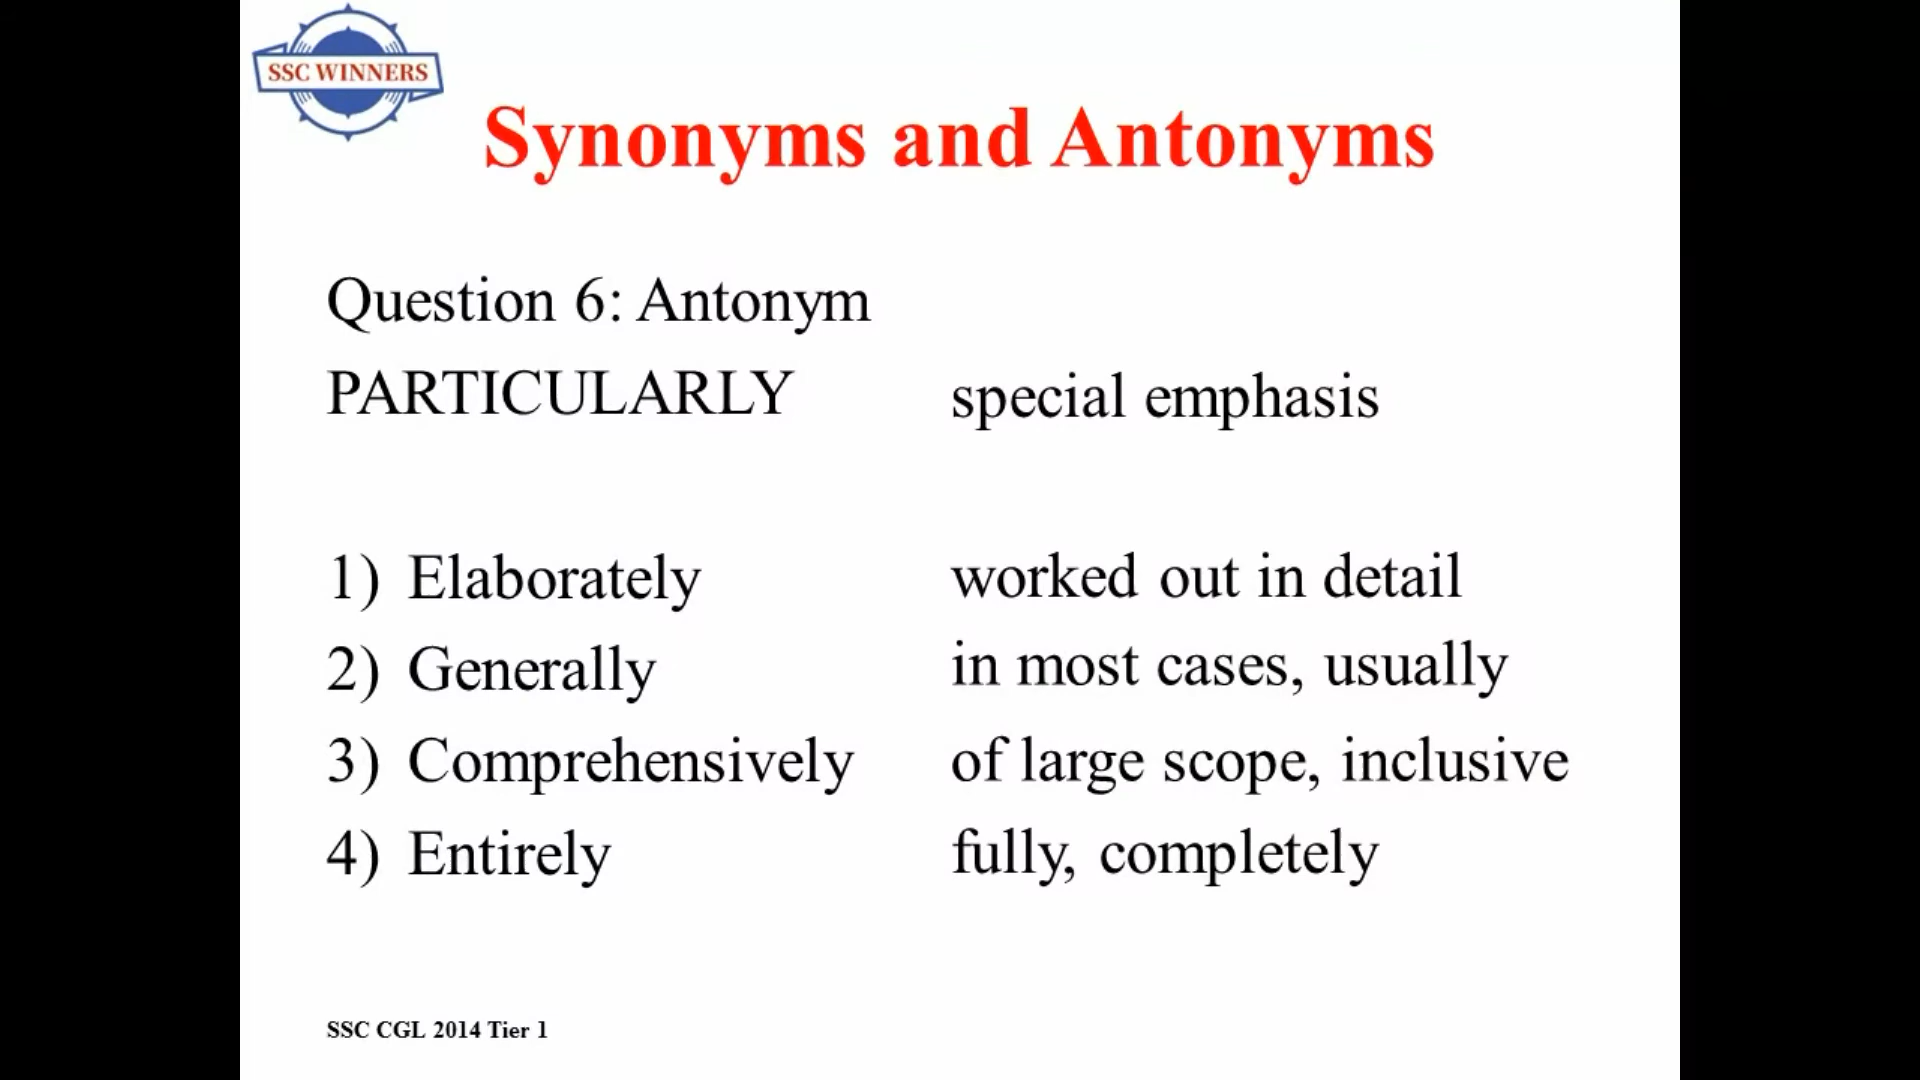 SSC WINNERS
Synonyms and Antonyms
Question 6: Antonym
PARTICULARLY special emphasis
1) Elaborately worked out in detail
2) Generally in most cases, usually
3) Comprehensively of large scope, inclusive
4) Entirely fully, completely
SSC CGL 2014 Tier 1